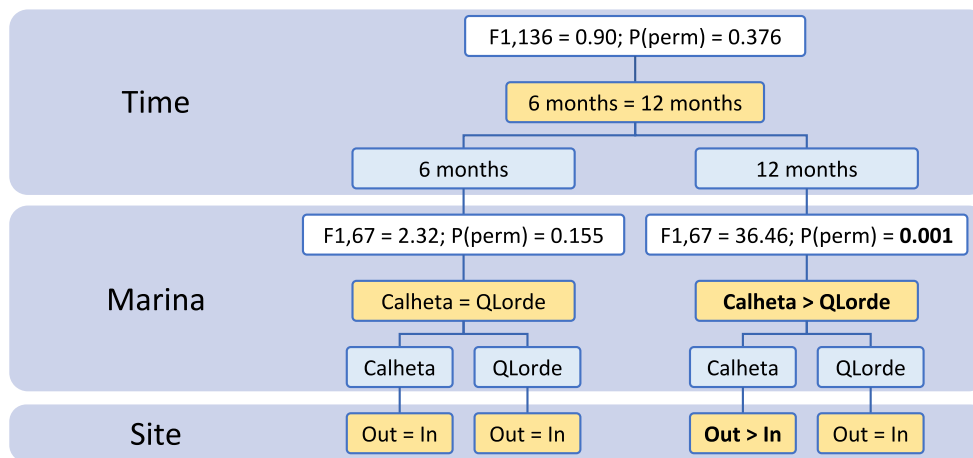 F1,136 = 0.90; P(perm) = 0.376
Time
6 months = 12 months
6 months
12 months
F1,67 = 2.32; P(perm) = 0.155
F1,67 = 36.46; P(perm) = 0.001
Marina
Calheta = QLorde
Calheta > QLorde
Calheta
QLorde
Calheta
QLorde
Site
Out = In
Out = In
Out > In
Out = In